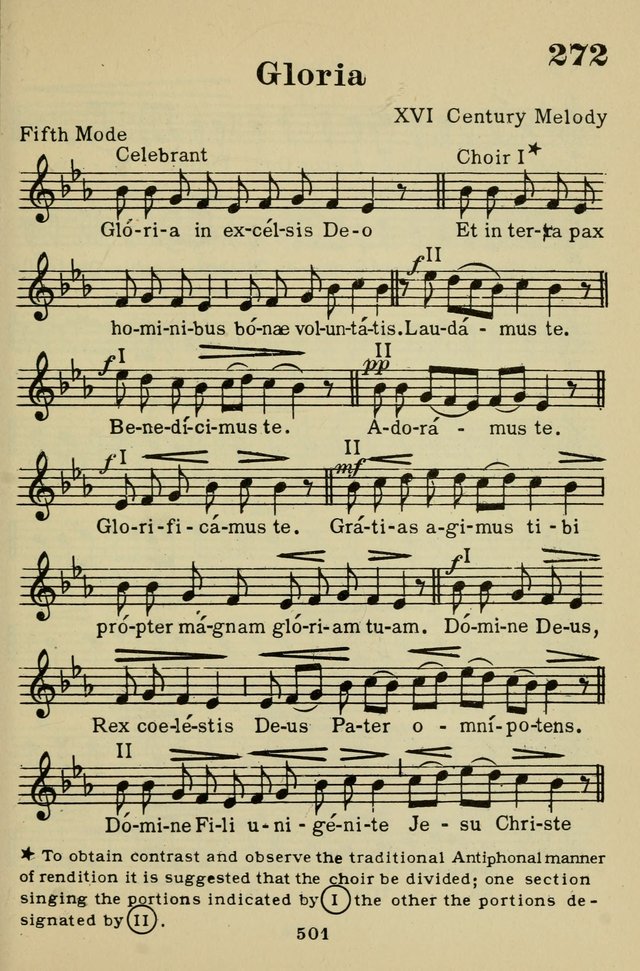 272
Gloria
XVI Century Melody
Fifth Mode
Celebrant Choir I★
Gló-ri-a in ex-cél-sis De-o Et in ter-ra pax
f II
ho-mi-ni-bus bó-næ vol-un-tá-tis. Lau-dá - mus te.
f I II
pp
Be-ne-dí-ci-mus te. A-do-rá - mus te.
f I II
mf
Glo-ri-fi-cá-mus te. Grá-ti-as a-gi-mus ti-bi
f I
próp-ter mág-nam gló-ri-am tu-am. Dó-mi-ne De-us,
Rex coe-lé-stis De-us Pa-ter o - mní-po-tens.
II
Dó-mi-ne Fi-li u-ni-gé-ni-te Je - su Chri-ste
★ To obtain contrast and observe the traditional Antiphonal manner
of rendition it is suggested that the choir be divided; one section
singing the portions indicated by I the other the portions de-
signated by II.
501